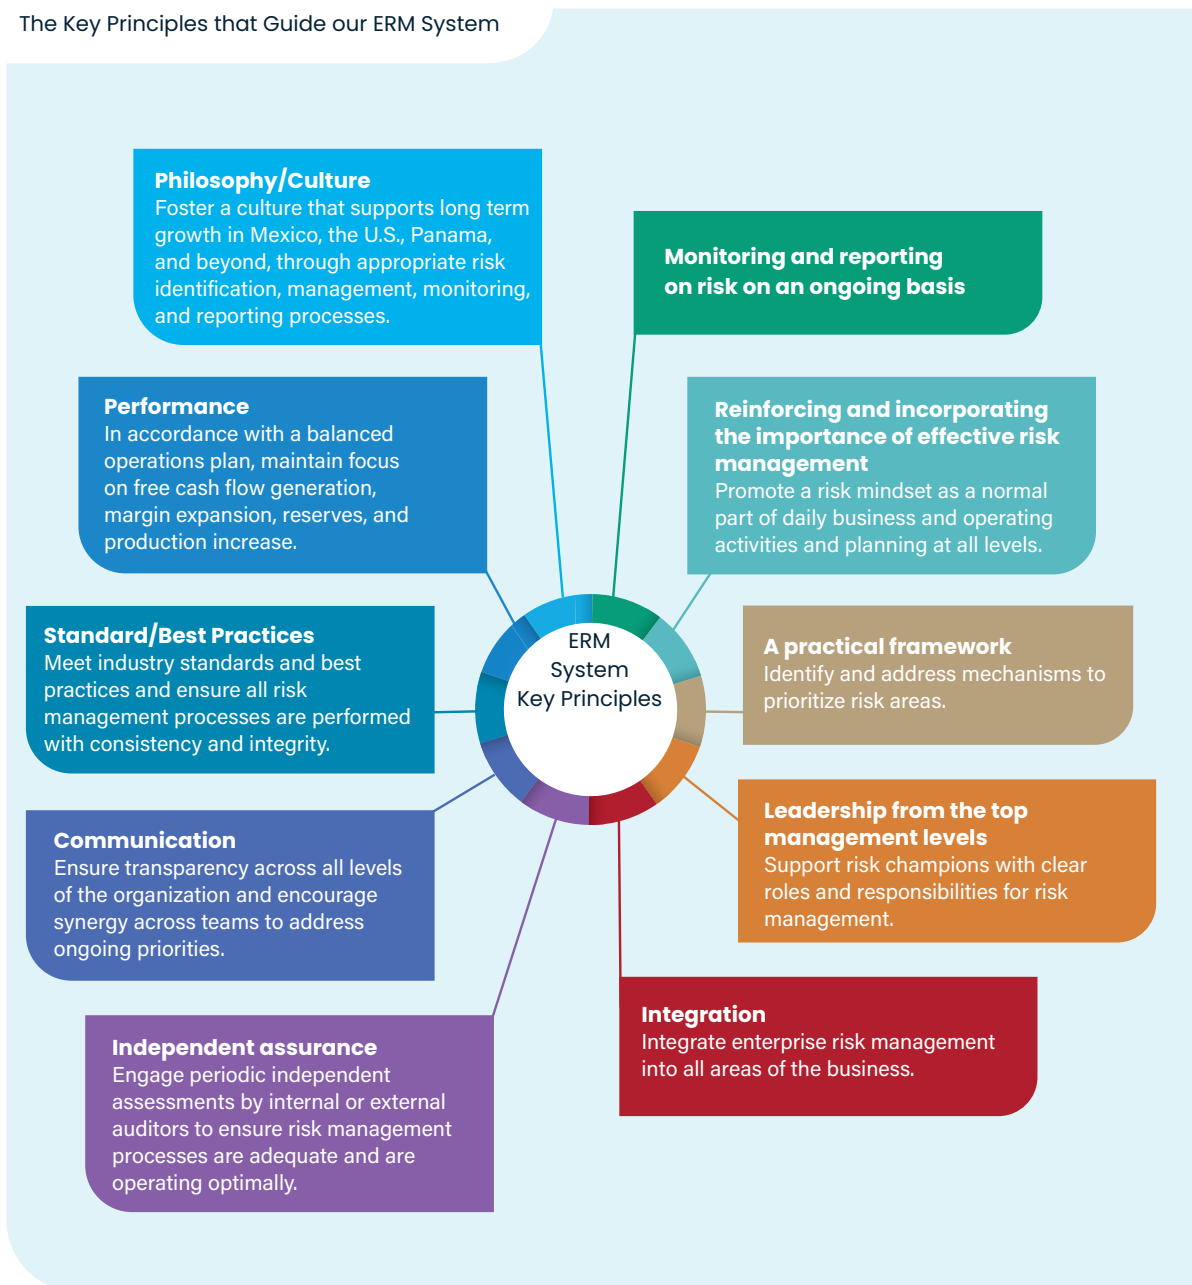 The Key Principles that Guide our ERM System
Philosophy/Culture
Foster a culture that supports long term
growth in Mexico, the U.S., Panama,
and beyond, through appropriate risk
identification, management, monitoring,
and reporting processes.
Monitoring and reporting
on risk on an ongoing basis
Performance
In accordance with a balanced
operations plan, maintain focus
on free cash flow generation,
margin expansion, reserves, and
production increase.
Reinforcing and incorporating
the importance of effective risk
management
Promote a risk mindset as a normal
part of daily business and operating
activities and planning at all levels.
Standard/Best Practices
Meet industry standards and best
practices and ensure all risk
management processes are performed
with consistency and integrity.
ERM
System
Key Principles
A practical framework
Identify and address mechanisms to
prioritize risk areas.
Communication
Ensure transparency across all levels
of the organization and encourage
synergy across teams to address
ongoing priorities.
Leadership from the top
management levels
Support risk champions with clear
roles and responsibilities for risk
management.
Independent assurance
Engage periodic independent
assessments by internal or external
auditors to ensure risk management
processes are adequate and are
operating optimally.
Integration
Integrate enterprise risk management
into all areas of the business.